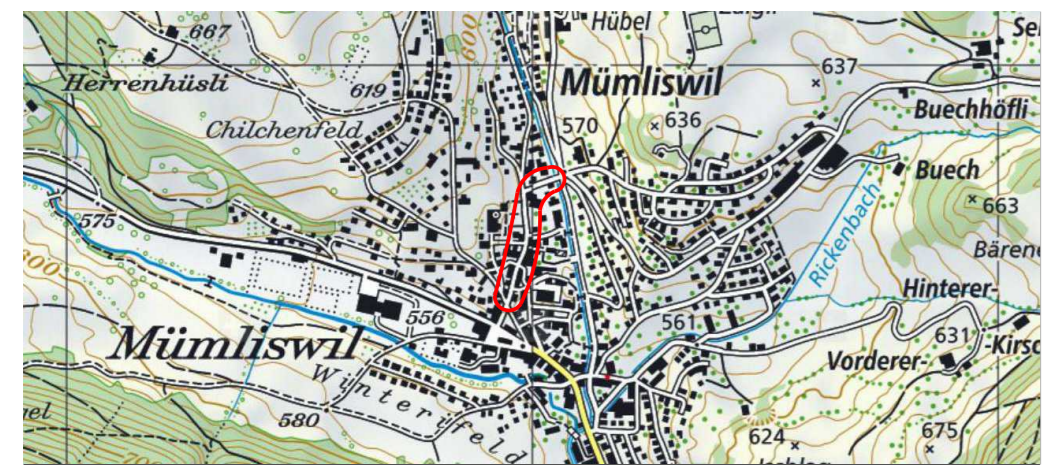 Hübel
667
600
Herrenhüsli
619
Mümliswil
637
Buechhöfli
Chilchenfeld
570
636
Buech
575
663
Rickenbach
Bären
600
Hinterer-
556
561
631
Mümliswil
Vorderer-
-Kirsc
Winterifeld
580
624
675